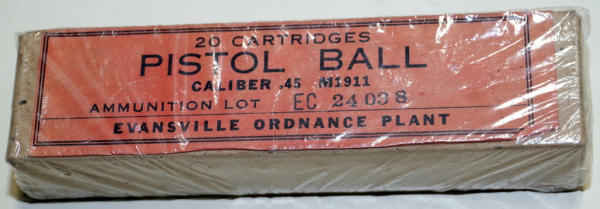 20 CARTRIDGES
PISTOL BALL
CALIBER .45 M1911
AMMUNITION LOT EC 24038
EVANSVILLE ORDNANCE PLANT